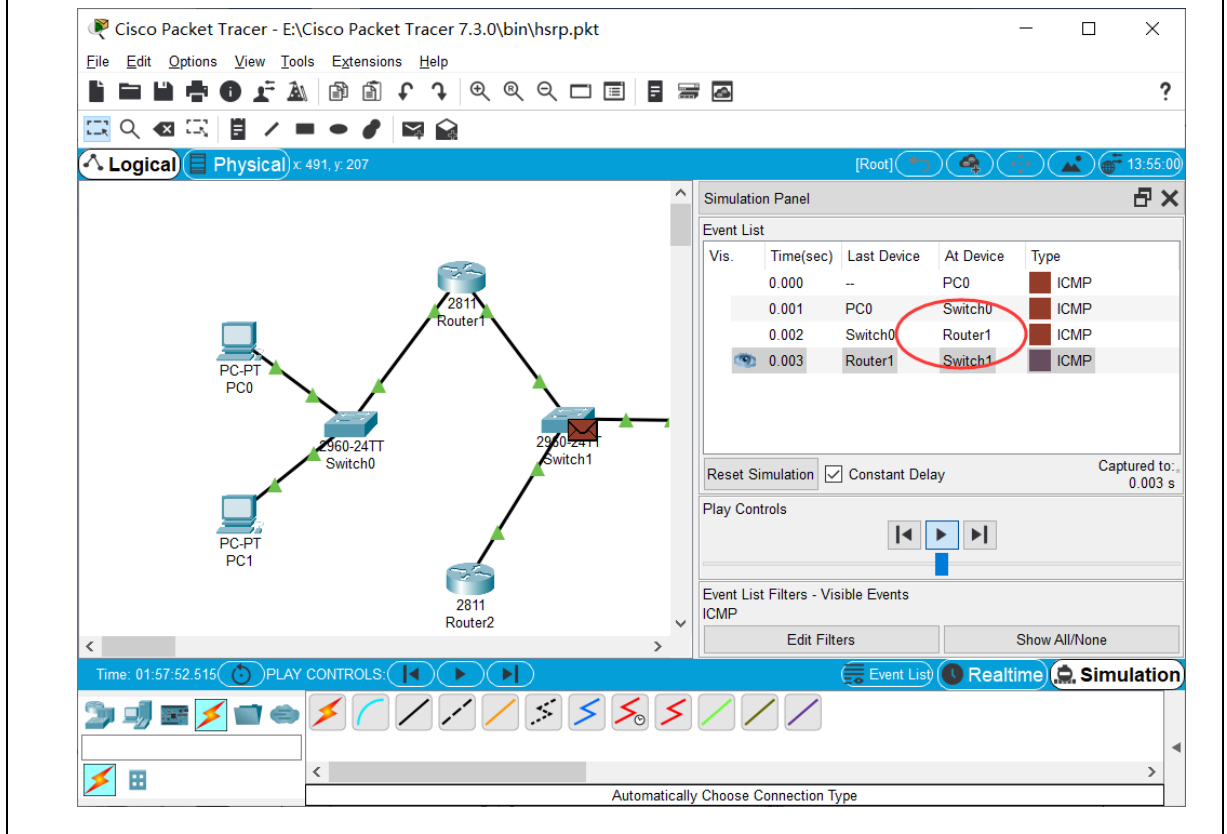 Cisco Packet Tracer - E:\Cisco Packet Tracer 7.3.0\bin\hsrp.pkt
File Edit Options View Tools Extensions Help
?
Logical Physical x: 491, y: 207 [Root] 13:55:00
Simulation Panel
Event List
Vis. Time(sec) Last Device At Device Type
0.000 -- PC0 ICMP
0.001 PC0 Switch0 ICMP
0.002 Switch0 Router1 ICMP
0.003 Router1 Switch1 ICMP
Reset Simulation Constant Delay
Captured to:
0.003 s
Play Controls
Event List Filters - Visible Events
ICMP
Edit Filters Show All/None
2811
Router1
PC-PT
PC0
2960-24TT
Switch0
2960-24TT
Switch1
PC-PT
PC1
2811
Router2
Time: 01:57:52.515 PLAY CONTROLS: Event List Realtime Simulation
Automatically Choose Connection Type